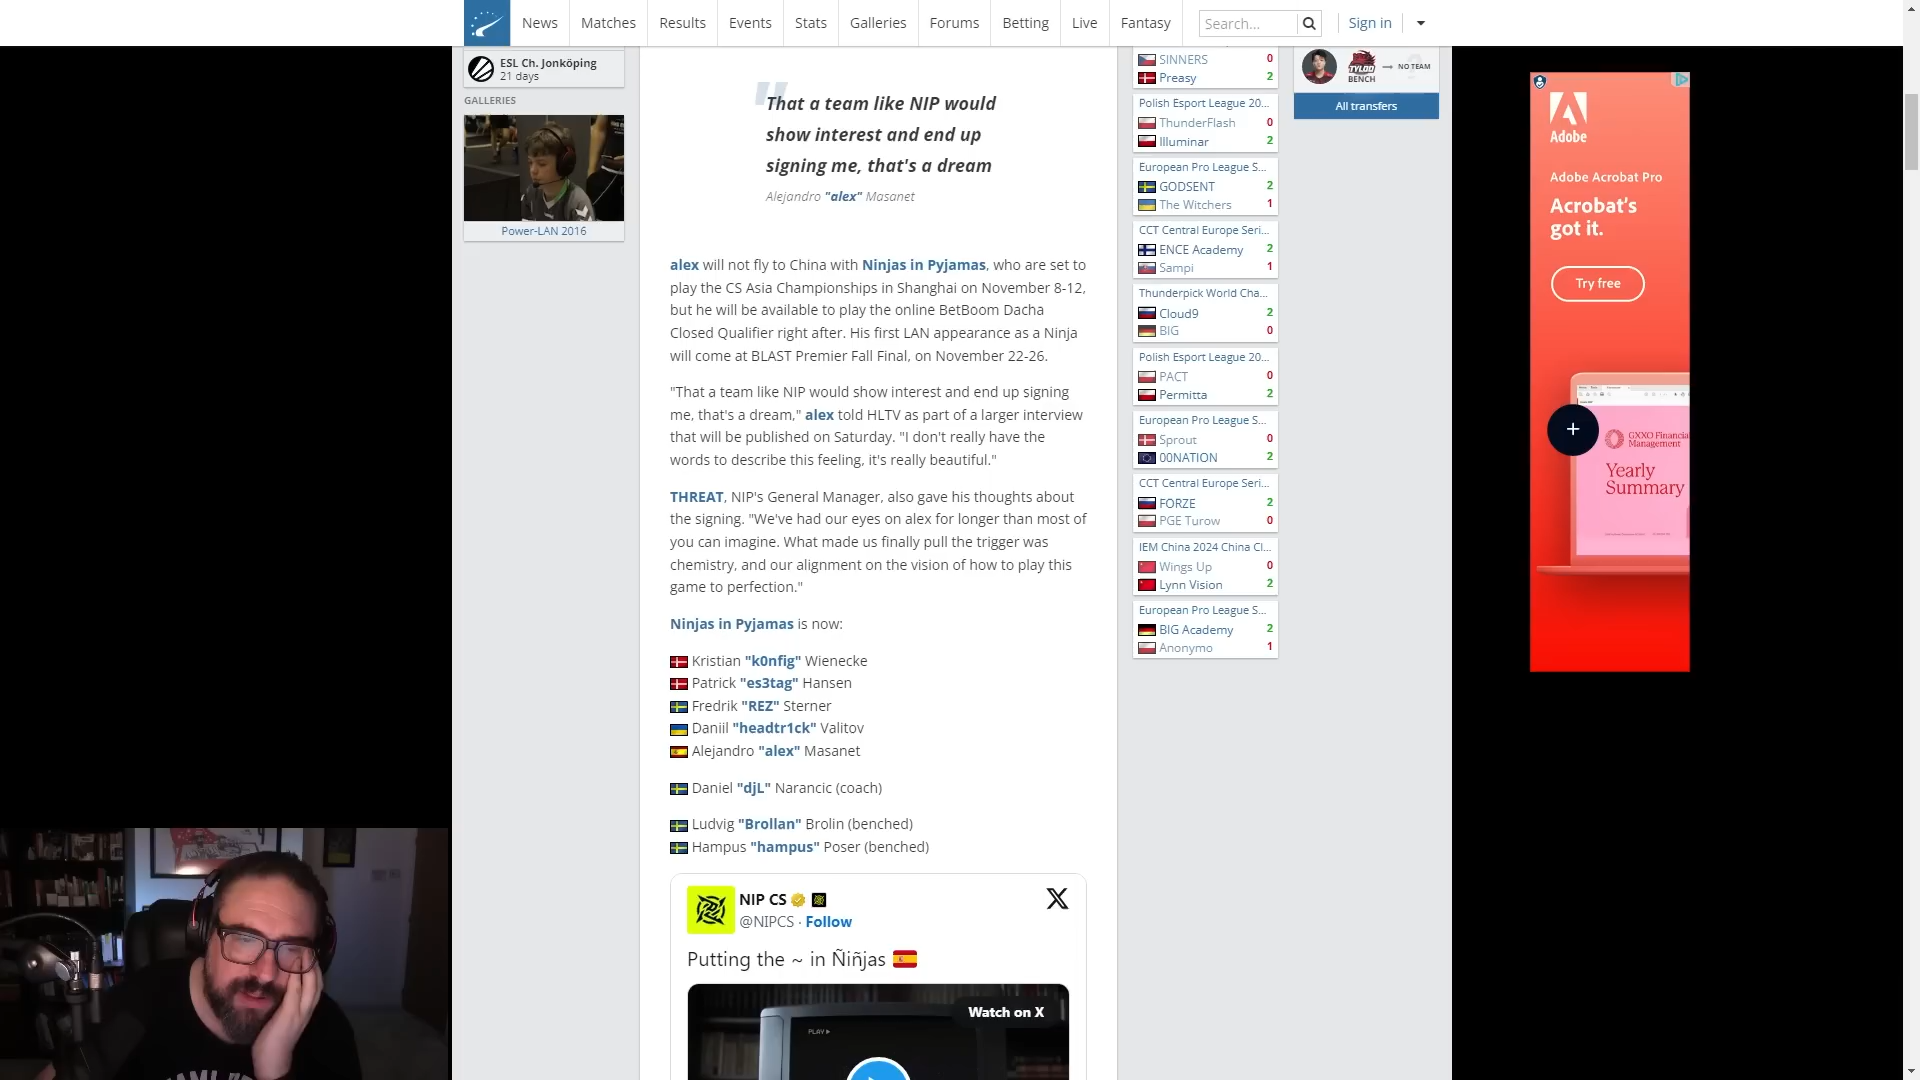 News
Matches
Results
Events
Stats
Galleries
Forums
Betting
Live
Fantasy
Search...
Sign in
ESL Ch. Jonköping
21 days
GALLERIES
Power-LAN 2016
That a team like NIP would
show interest and end up
signing me, that's a dream
Alejandro "alex" Masanet
alex will not fly to China with Ninjas in Pyjamas, who are set to
play the CS Asia Championships in Shanghai on November 8-12,
but he will be available to play the online BetBoom Dacha
Closed Qualifier right after. His first LAN appearance as a Ninja
will come at BLAST Premier Fall Final, on November 22-26.
"That a team like NIP would show interest and end up signing
me, that's a dream," alex told HLTV as part of a larger interview
that will be published on Saturday. "I don't really have the
words to describe this feeling, it's really beautiful."
THREAT, NIP's General Manager, also gave his thoughts about
the signing. "We've had our eyes on alex for longer than most of
you can imagine. What made us finally pull the trigger was
chemistry, and our alignment on the vision of how to play this
game to perfection."
Ninjas in Pyjamas is now:
Kristian "k0nfig" Wienecke
Patrick "es3tag" Hansen
Fredrik "REZ" Sterner
Daniil "headtr1ck" Valitov
Alejandro "alex" Masanet
Daniel "djL" Narancic (coach)
Ludvig "Brollan" Brolin (benched)
Hampus "hampus" Poser (benched)
NIP CS
@NIPCS · Follow
Putting the ~ in Ñiñjas
Watch on X
PLAY
SINNERS 0
Preasy 2
Polish Esport League 20...
ThunderFlash 0
Illuminar 2
European Pro League S...
GODSENT 2
The Witchers 1
CCT Central Europe Seri...
ENCE Academy 2
Sampi 1
Thunderpick World Cha...
Cloud9 2
BIG 0
Polish Esport League 20...
PACT 0
Permitta 2
European Pro League S...
Sprout 0
00NATION 2
CCT Central Europe Seri...
FORZE 2
PGE Turow 0
IEM China 2024 China Cl...
Wings Up 0
Lynn Vision 2
European Pro League S...
BIG Academy 2
Anonymo 1
TYLOO
BENCH
NO TEAM
All transfers
Adobe
Adobe Acrobat Pro
Acrobat's
got it.
Try free
+
GXXO Financial
Management
Yearly
Summary